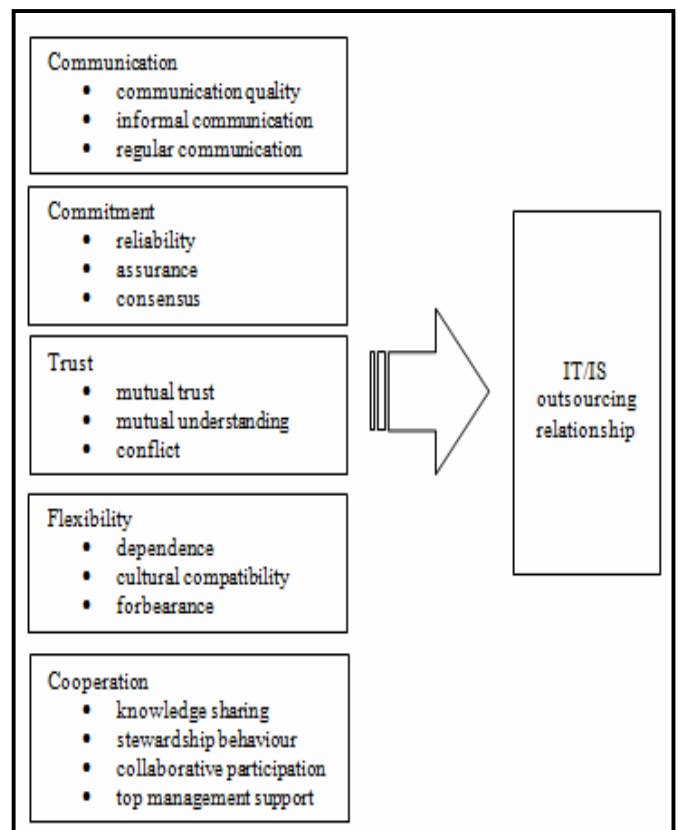 Communication
• communication quality
• informal communication
• regular communication
Commitment
• reliability
• assurance
• consensus
Trust
• mutual trust
• mutual understanding
• conflict
Flexibility
• dependence
• cultural compatibility
• forbearance
Cooperation
• knowledge sharing
• stewardship behaviour
• collaborative participation
• top management support
IT/IS
outsourcing
relationship